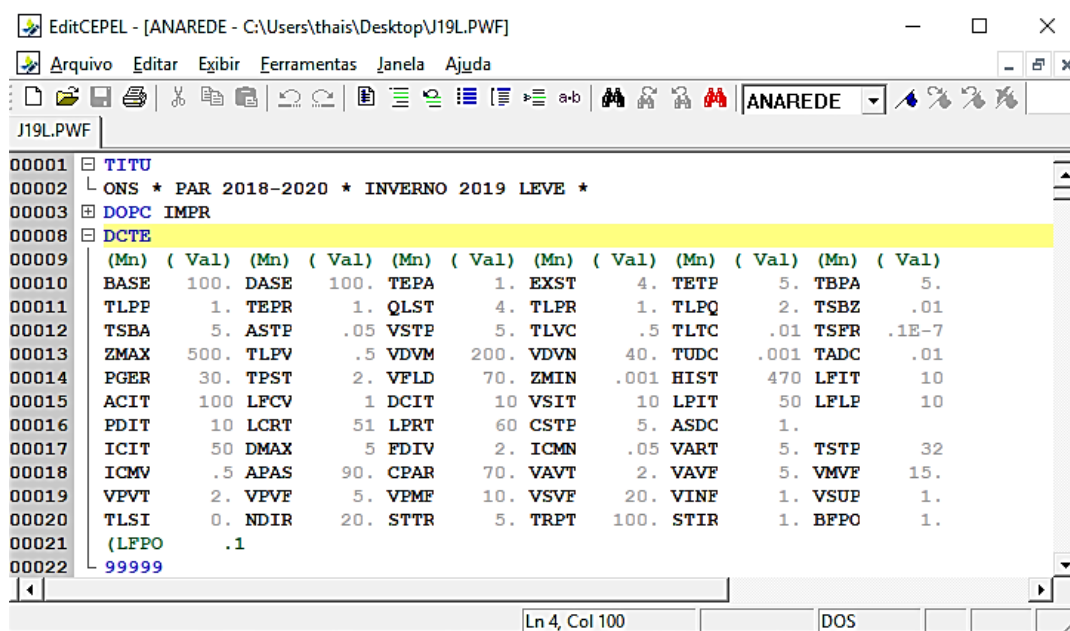 EditCEPEL - [ANAREDE - C:\Users\thais\Desktop\J19L.PWF]
Arquivo Editar Exibir Ferramentas Janela Ajuda
ANAREDE
J19L.PWF
00001 TITU
00002 ONS * PAR 2018-2020 * INVERNO 2019 LEVE *
00003 DOPC IMPR
00008 DCTE
00009 (Mn) ( Val) (Mn) ( Val) (Mn) ( Val) (Mn) ( Val) (Mn) ( Val) (Mn) ( Val)
00010 BASE 100. DASE 100. TEPA 1. EXST 4. TETP 5. TBPA 5.
00011 TLPP 1. TEPR 1. QLST 4. TLPR 1. TLPQ 2. TSBZ .01
00012 TSBA 5. ASTP .05 VSTP 5. TLVC .5 TLTC .01 TSFR .1E-7
00013 ZMAX 500. TLPV .5 VDVM 200. VDVN 40. TUDC .001 TADC .01
00014 PGER 30. TPST 2. VFLD 70. ZMIN .001 HIST 470 LFIT 10
00015 ACIT 100 LFCV 1 DCIT 10 VSIT 10 LPIT 50 LFLP 10
00016 PDIT 10 LCRT 51 LPRT 60 CSTP 5. ASDC 1.
00017 ICIT 50 DMAX 5 FDIV 2. ICMN .05 VART 5. TSTP 32
00018 ICMV .5 APAS 90. CPAR 70. VAVT 2. VAVF 5. VMVF 15.
00019 VPVT 2. VPVF 5. VPMF 10. VSVF 20. VINF 1. VSUP 1.
00020 TLSI 0. NDIR 20. STTR 5. TRPT 100. STIR 1. BFPO 1.
00021 (LFPO .1
00022 99999
Ln 4, Col 100 DOS